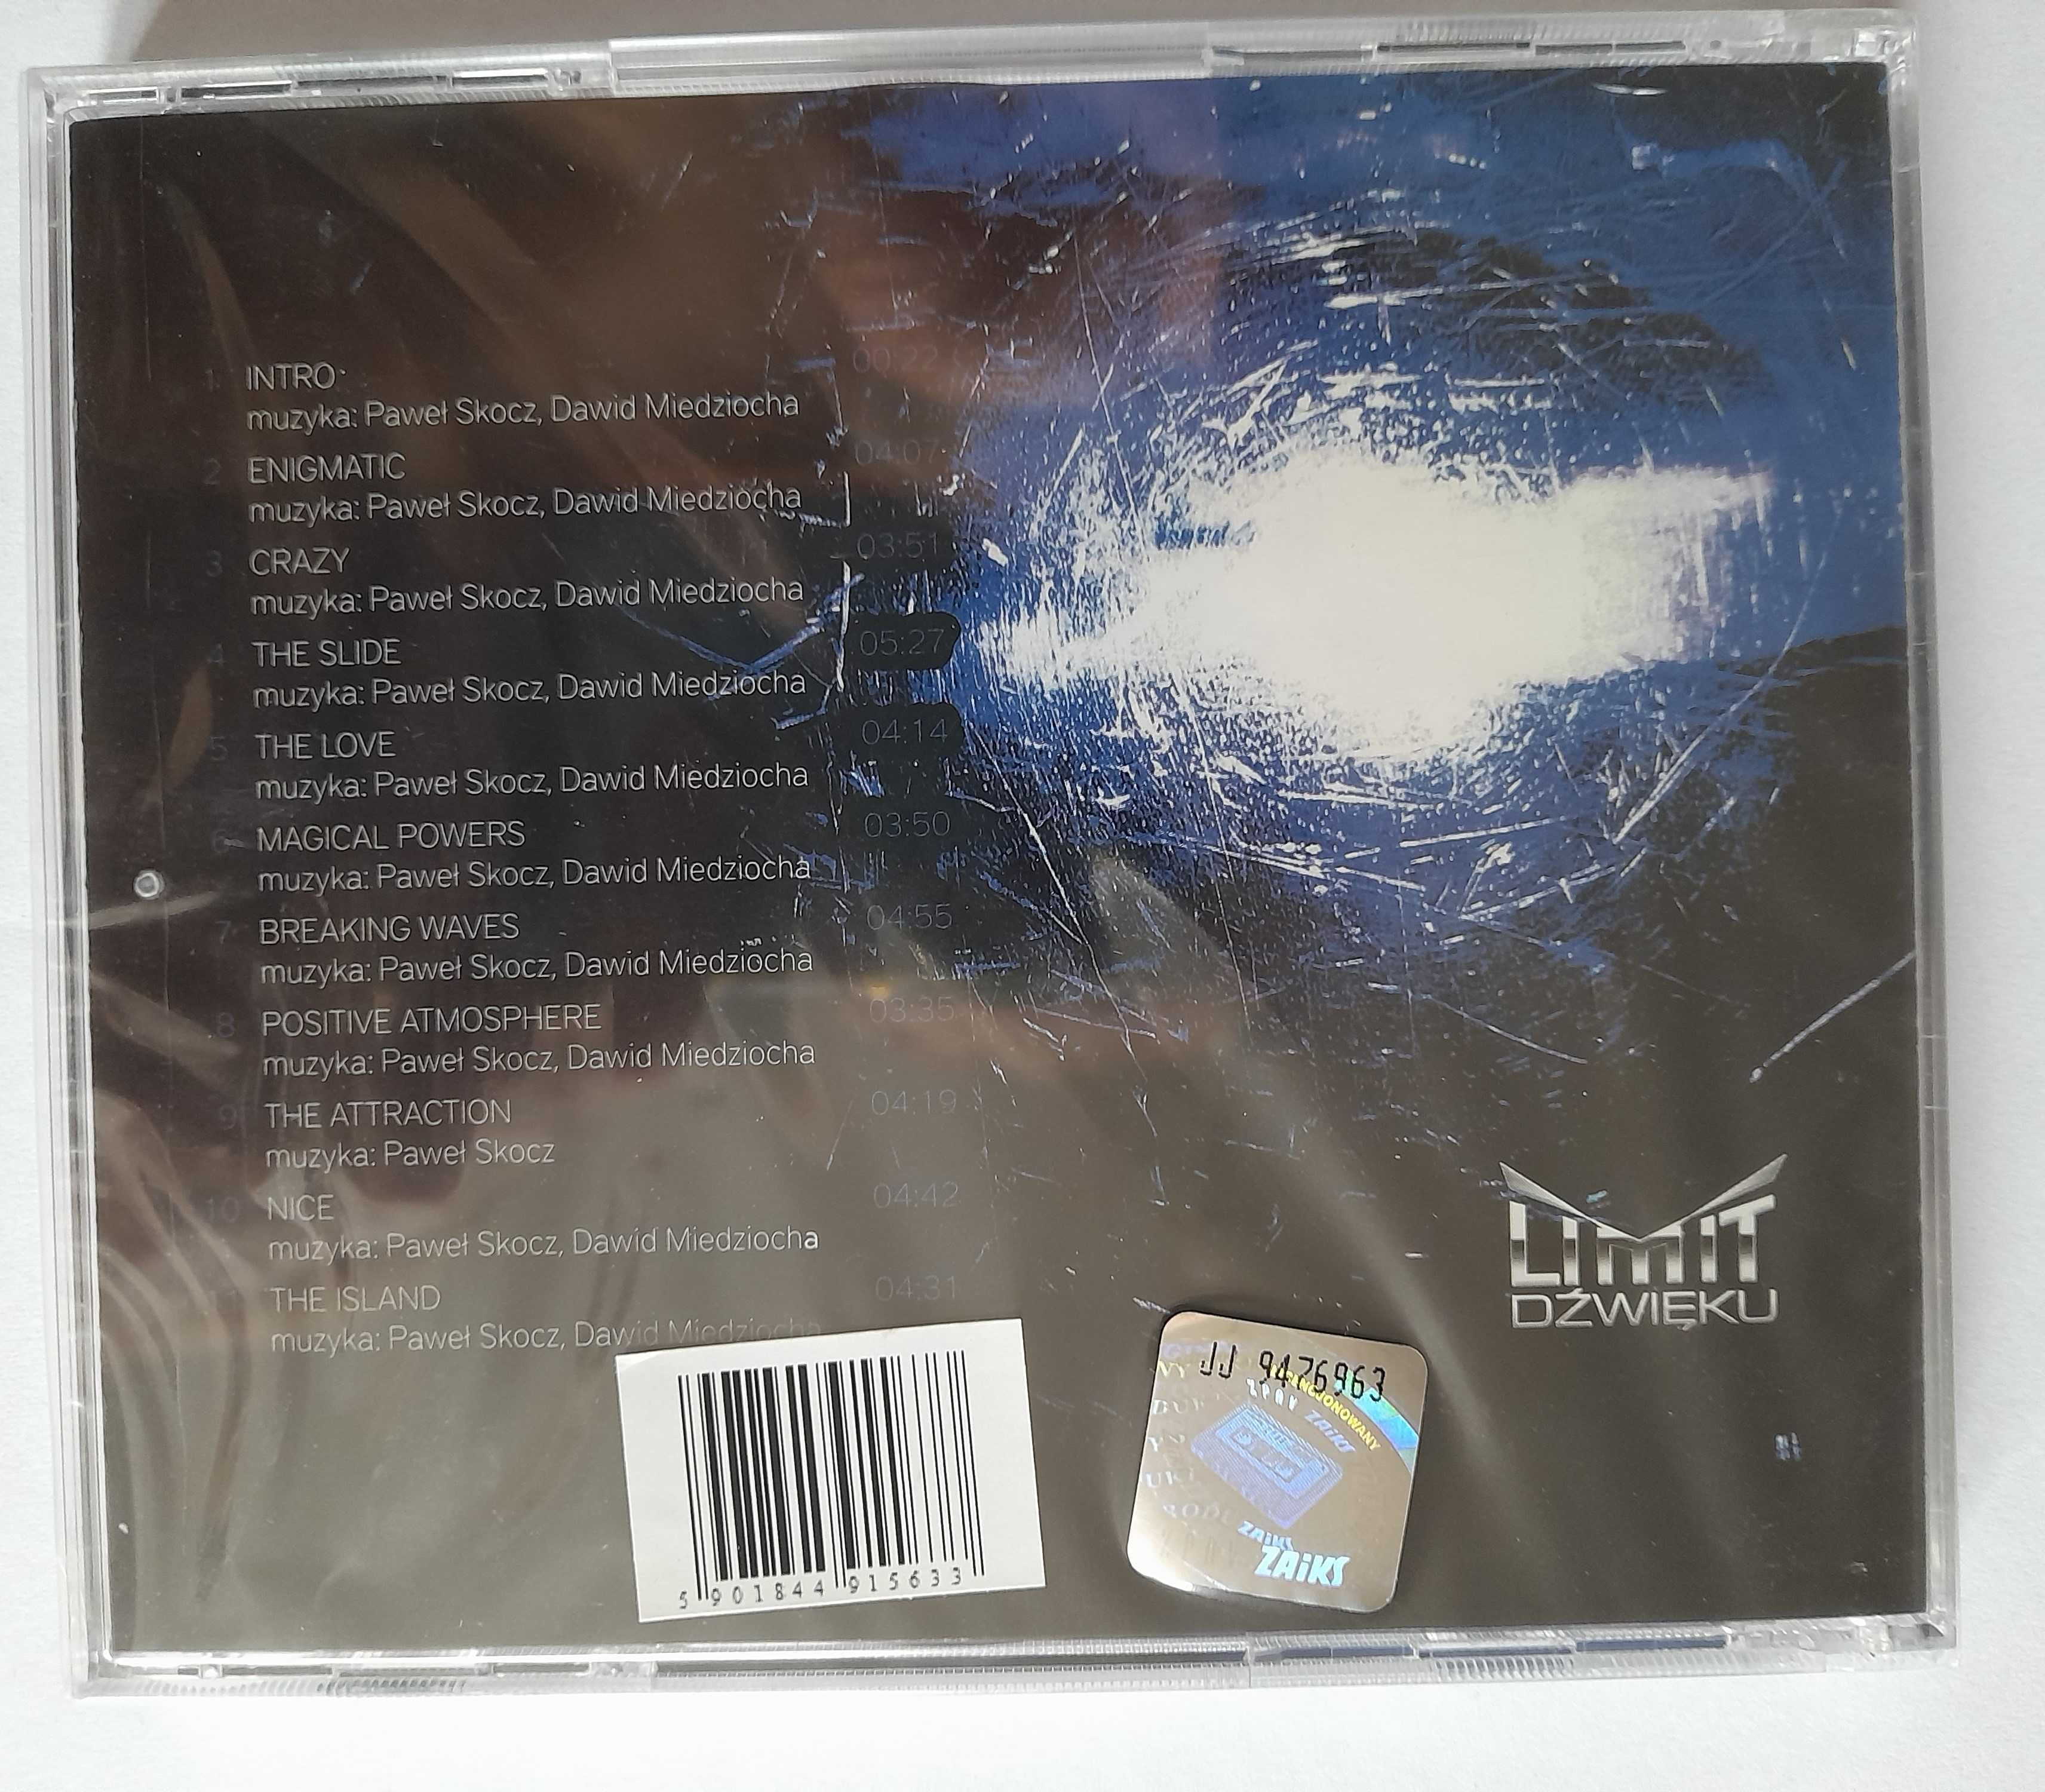 1 INTRO 00:22
muzyka: Paweł Skocz, Dawid Miedziocha
2 ENIGMATIC 04:07
muzyka: Paweł Skocz, Dawid Miedziocha
3 CRAZY 03:51
muzyka: Paweł Skocz, Dawid Miedziocha
4 THE SLIDE 05:27
muzyka: Paweł Skocz, Dawid Miedziocha
5 THE LOVE 04:14
muzyka: Paweł Skocz, Dawid Miedziocha
6 MAGICAL POWERS 03:50
muzyka: Paweł Skocz, Dawid Miedziocha
7 BREAKING WAVES 04:55
muzyka: Paweł Skocz, Dawid Miedziocha
8 POSITIVE ATMOSPHERE 03:35
muzyka: Paweł Skocz, Dawid Miedziocha
9 THE ATTRACTION 04:19
muzyka: Paweł Skocz
10 NICE 04:42
muzyka: Paweł Skocz, Dawid Miedziocha
11 THE ISLAND 04:31
muzyka: Paweł Skocz, Dawid Miedziocha
LIMIT
DŹWIĘKU
5 901844 915633
JJ 9476963
ZPAV ZAiKS
ZAiKS
ZAiKS